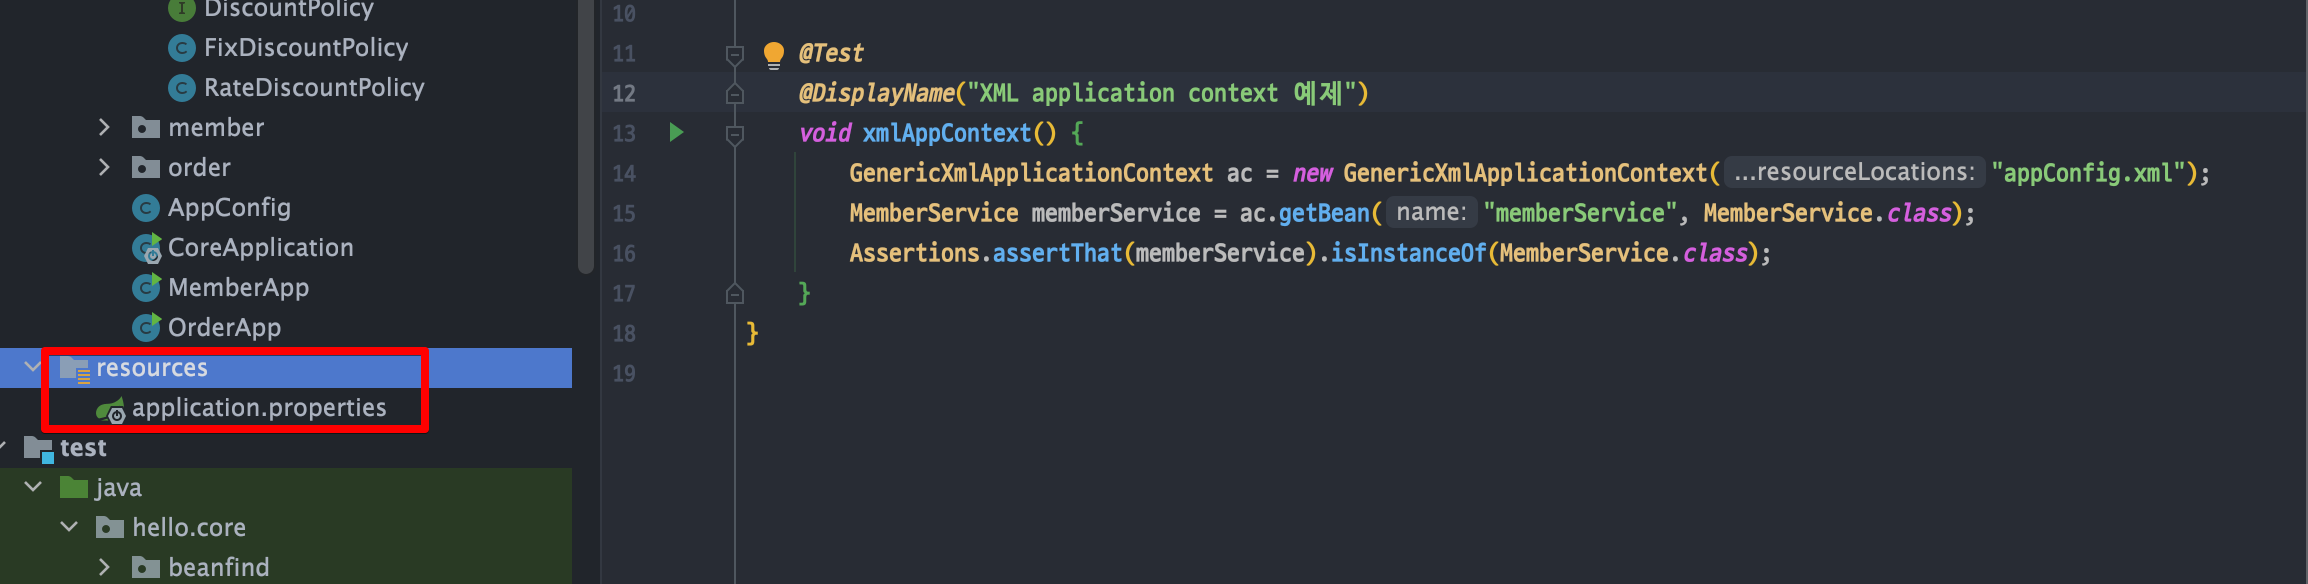 DiscountPolicy
FixDiscountPolicy
RateDiscountPolicy
member
order
AppConfig
CoreApplication
MemberApp
OrderApp
resources
application.properties
test
java
hello.core
beanfind
10
11 @Test
12 @DisplayName("XML application context 예제")
13 void xmlAppContext() {
14 GenericXmlApplicationContext ac = new GenericXmlApplicationContext( ...resourceLocations: "appConfig.xml");
15 MemberService memberService = ac.getBean( name: "memberService", MemberService.class);
16 Assertions.assertThat(memberService).isInstanceOf(MemberService.class);
17 }
18 }
19